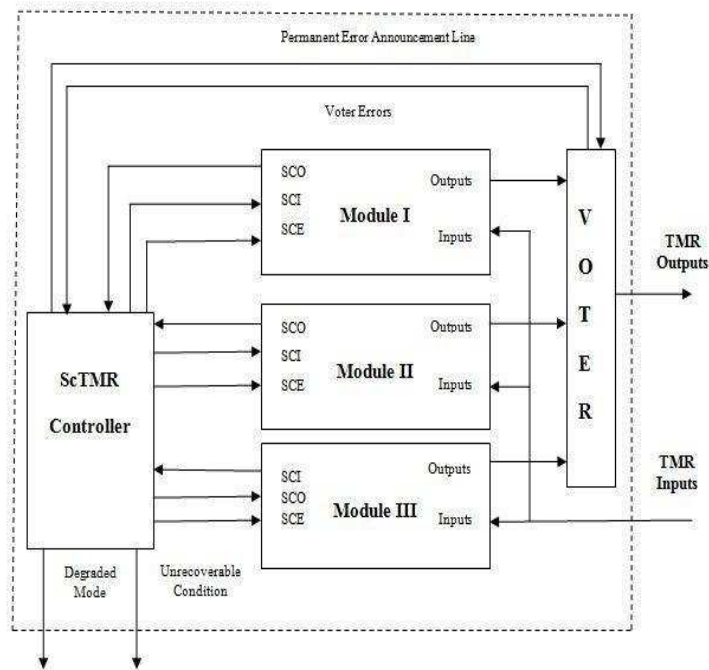 Permanent Error Announcement Line
Voter Errors
SCO
SCI
SCE
Module I
Outputs
Inputs
V
O
T
E
R
TMR
Outputs
ScTMR
Controller
SCO
SCI
SCE
Module II
Outputs
Inputs
SCI
SCO
SCE
Module III
Outputs
Inputs
TMR
Inputs
Degraded
Mode
Unrecoverable
Condition